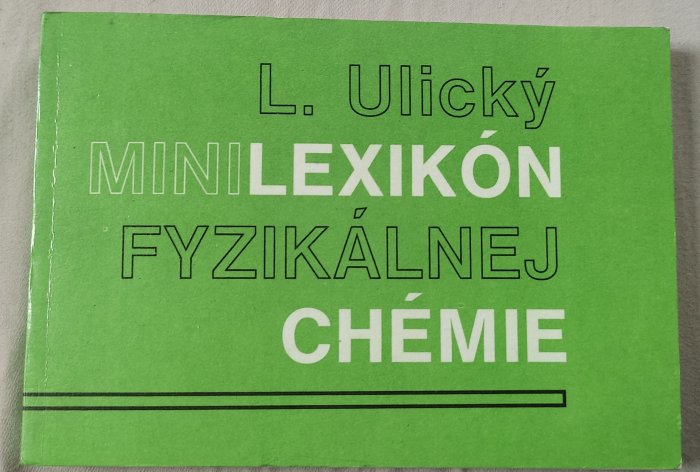 L. Ulický
MINILEXIKÓN
FYZIKÁLNEJ
CHÉMIE